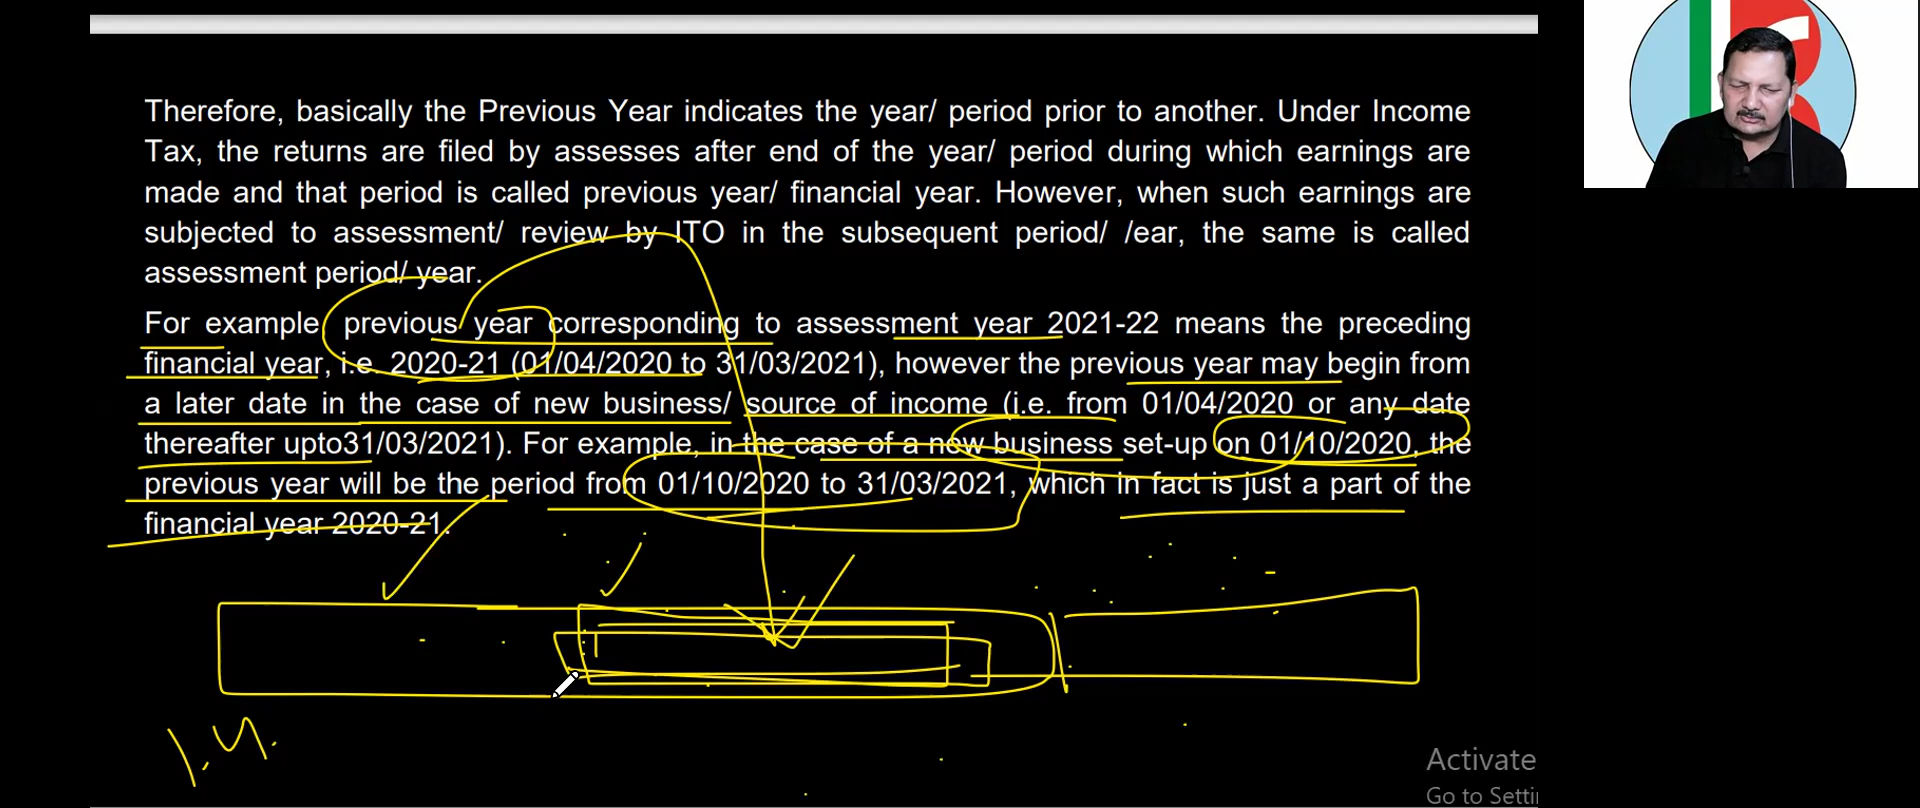 Therefore, basically the Previous Year indicates the year/ period prior to another. Under Income
Tax, the returns are filed by assesses after end of the year/ period during which earnings are
made and that period is called previous year/ financial year. However, when such earnings are
subjected to assessment/ review by ITO in the subsequent period/ /ear, the same is called
assessment period/ year.
For example previous year corresponding to assessment year 2021-22 means the preceding
financial year, i.e. 2020-21 (01/04/2020 to 31/03/2021), however the previous year may begin from
a later date in the case of new business/ source of income (i.e. from 01/04/2020 or any date
thereafter upto31/03/2021). For example, in the case of a new business set-up on 01/10/2020, the
previous year will be the period from 01/10/2020 to 31/03/2021, which in fact is just a part of the
financial year 2020-21.
1.4.
Activate
Go to Setti